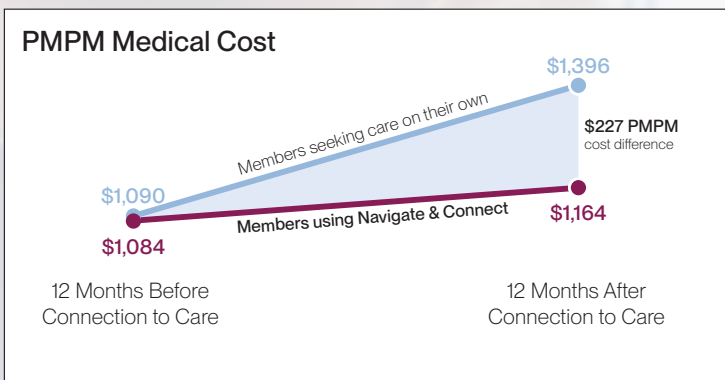 PMPM Medical Cost
$1,396
Members seeking care on their own
$227 PMPM
cost difference
$1,090
Members using Navigate & Connect
$1,164
$1,084
12 Months Before
Connection to Care
12 Months After
Connection to Care